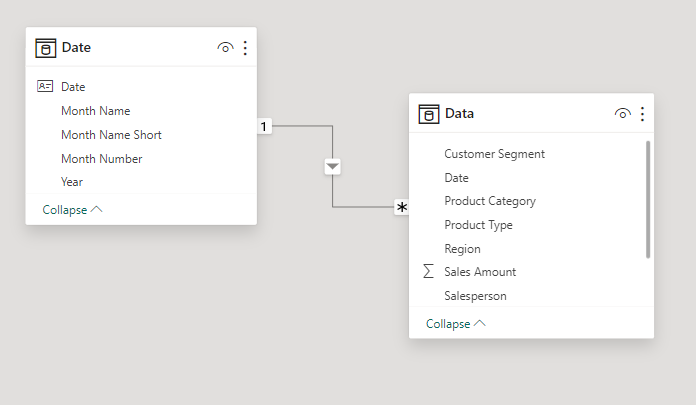 Date
Date
Month Name
Month Name Short
Month Number
Year
Collapse
1
*
Data
Customer Segment
Date
Product Category
Product Type
Region
Σ Sales Amount
Salesperson
Collapse